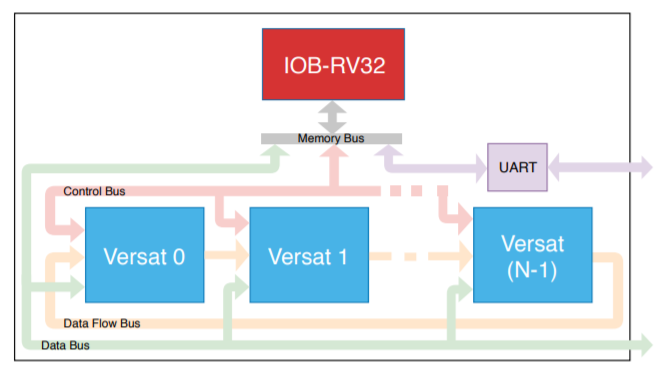 IOB-RV32
Memory Bus
UART
Control Bus
Versat 0
Versat 1
Versat
(N-1)
Data Flow Bus
Data Bus